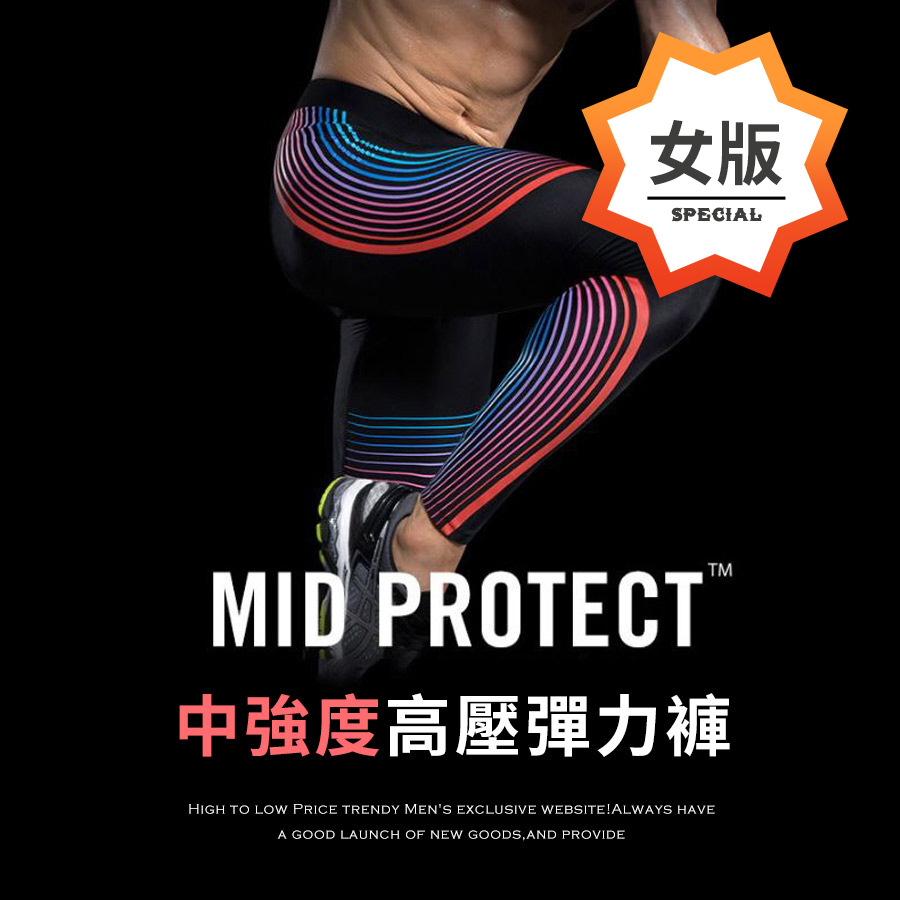 女版
SPECIAL
MID PROTECT™
中強度高壓彈力褲
HIGH TO LOW PRICE TRENDY MEN'S EXCLUSIVE WEBSITE!ALWAYS HAVE
A GOOD LAUNCH OF NEW GOODS,AND PROVIDE